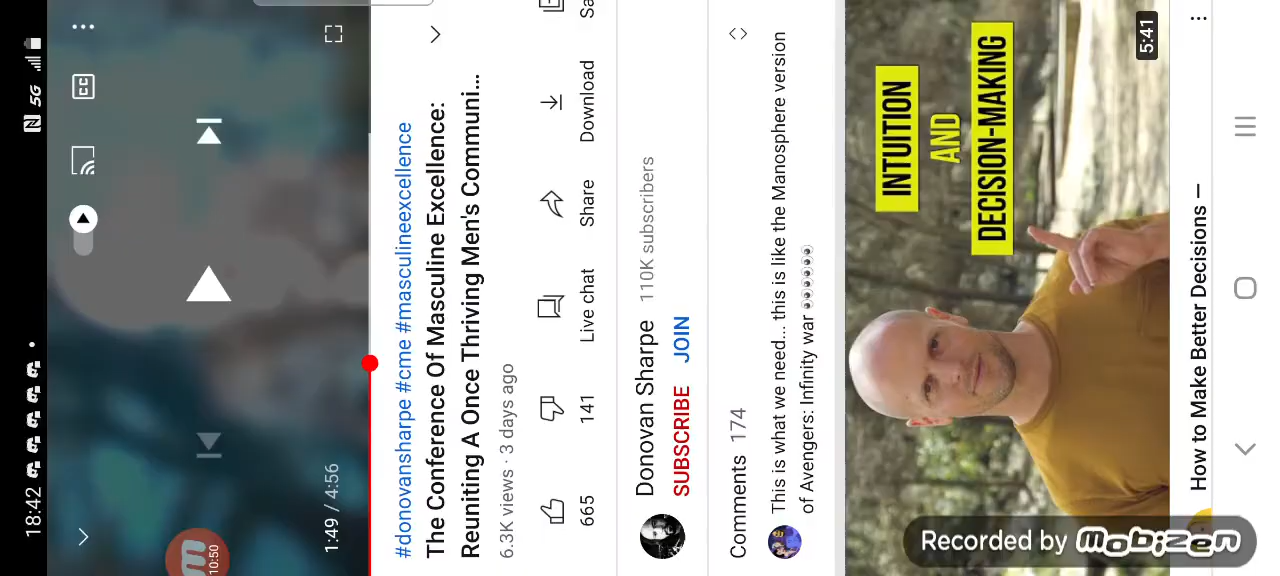 18:42
5G
CC
10:50
1:49 / 4:56
#donovansharpe #cme #masculineexcellence
The Conference Of Masculine Excellence:
Reuniting A Once Thriving Men's Communi...
6.3K views · 3 days ago
665
141
Live chat
Share
Download
Sa
Donovan Sharpe 110K subscribers
SUBSCRIBE JOIN
Comments 174
This is what we need... this is like the Manosphere version
of Avengers: Infinity war 👀👀👀
INTUITION
AND
DECISION-MAKING
5:41
How to Make Better Decisions —
Recorded by mobizen